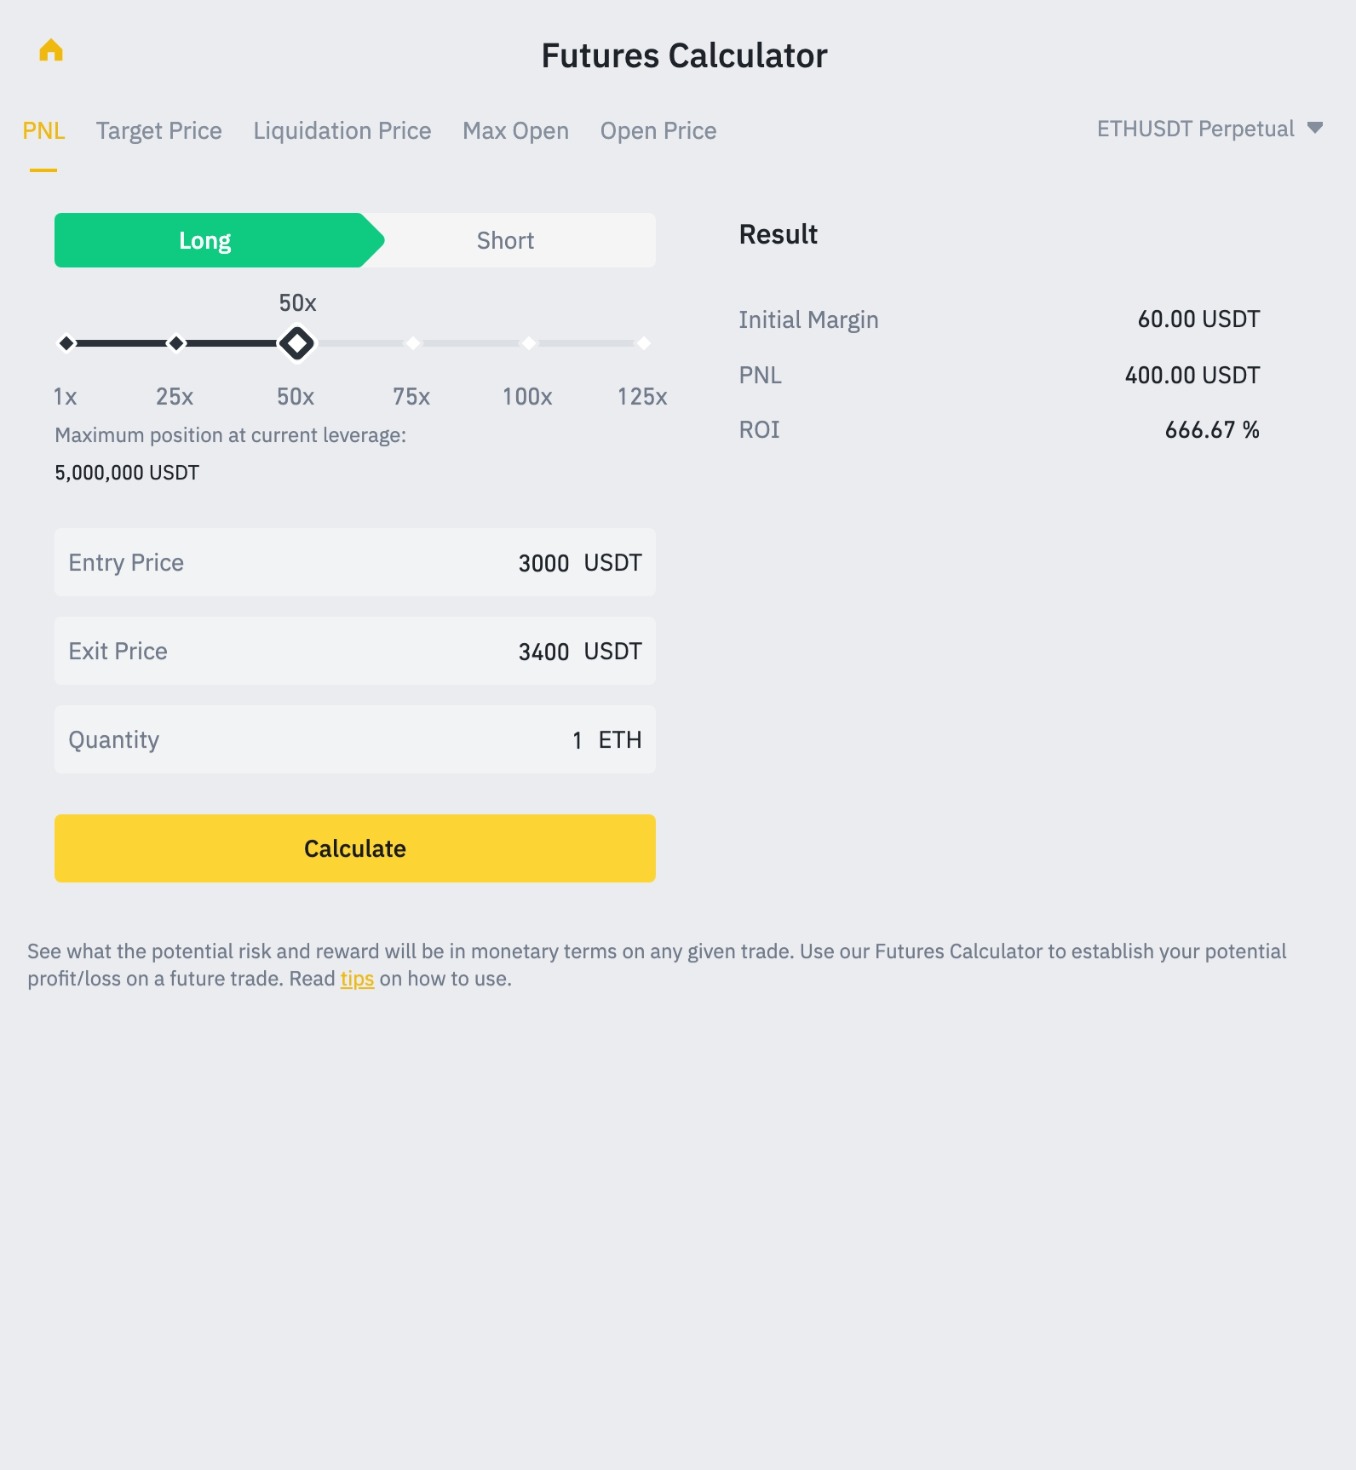 Futures Calculator
PNL Target Price Liquidation Price Max Open Open Price ETHUSDT Perpetual
Long Short
50x
1x 25x 50x 75x 100x 125x
Maximum position at current leverage:
5,000,000 USDT
Entry Price 3000 USDT
Exit Price 3400 USDT
Quantity 1 ETH
Calculate
Result
Initial Margin 60.00 USDT
PNL 400.00 USDT
ROI 666.67 %
See what the potential risk and reward will be in monetary terms on any given trade. Use our Futures Calculator to establish your potential
profit/loss on a future trade. Read tips on how to use.